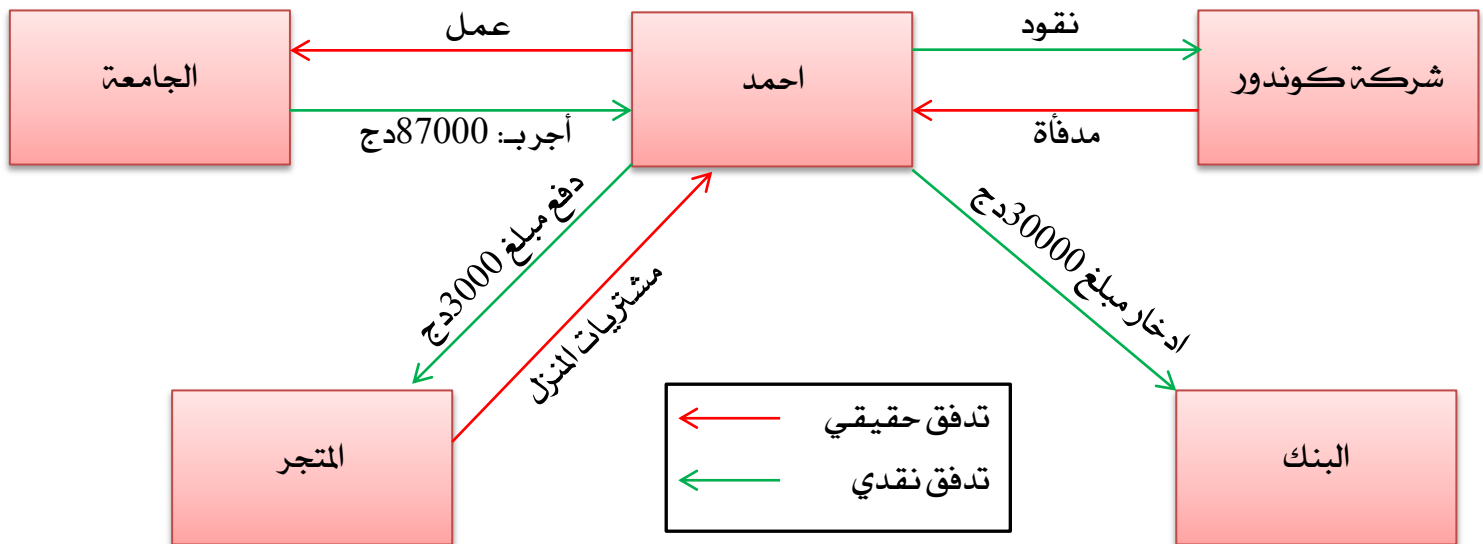 نقود
عمل
شركة كوندور
احمد
الجامعة
مدفأة
أجر بـ: 87000دج
ادخار مبلغ 30000دج
دفع مبلغ 3000دج
مشتريات المنزل
تدفق حقيقي
تدفق نقدي
البنك
المتجر